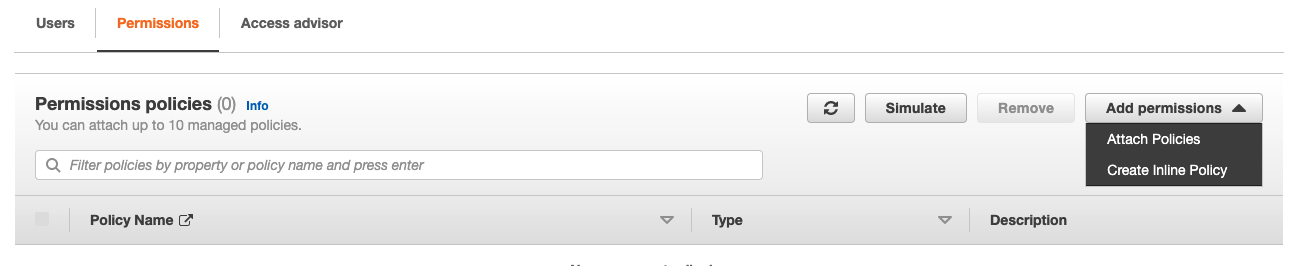 Users Permissions Access advisor
Permissions policies (0) Info
You can attach up to 10 managed policies.
Simulate Remove Add permissions
Attach Policies
Create Inline Policy
Filter policies by property or policy name and press enter
Policy Name Type Description